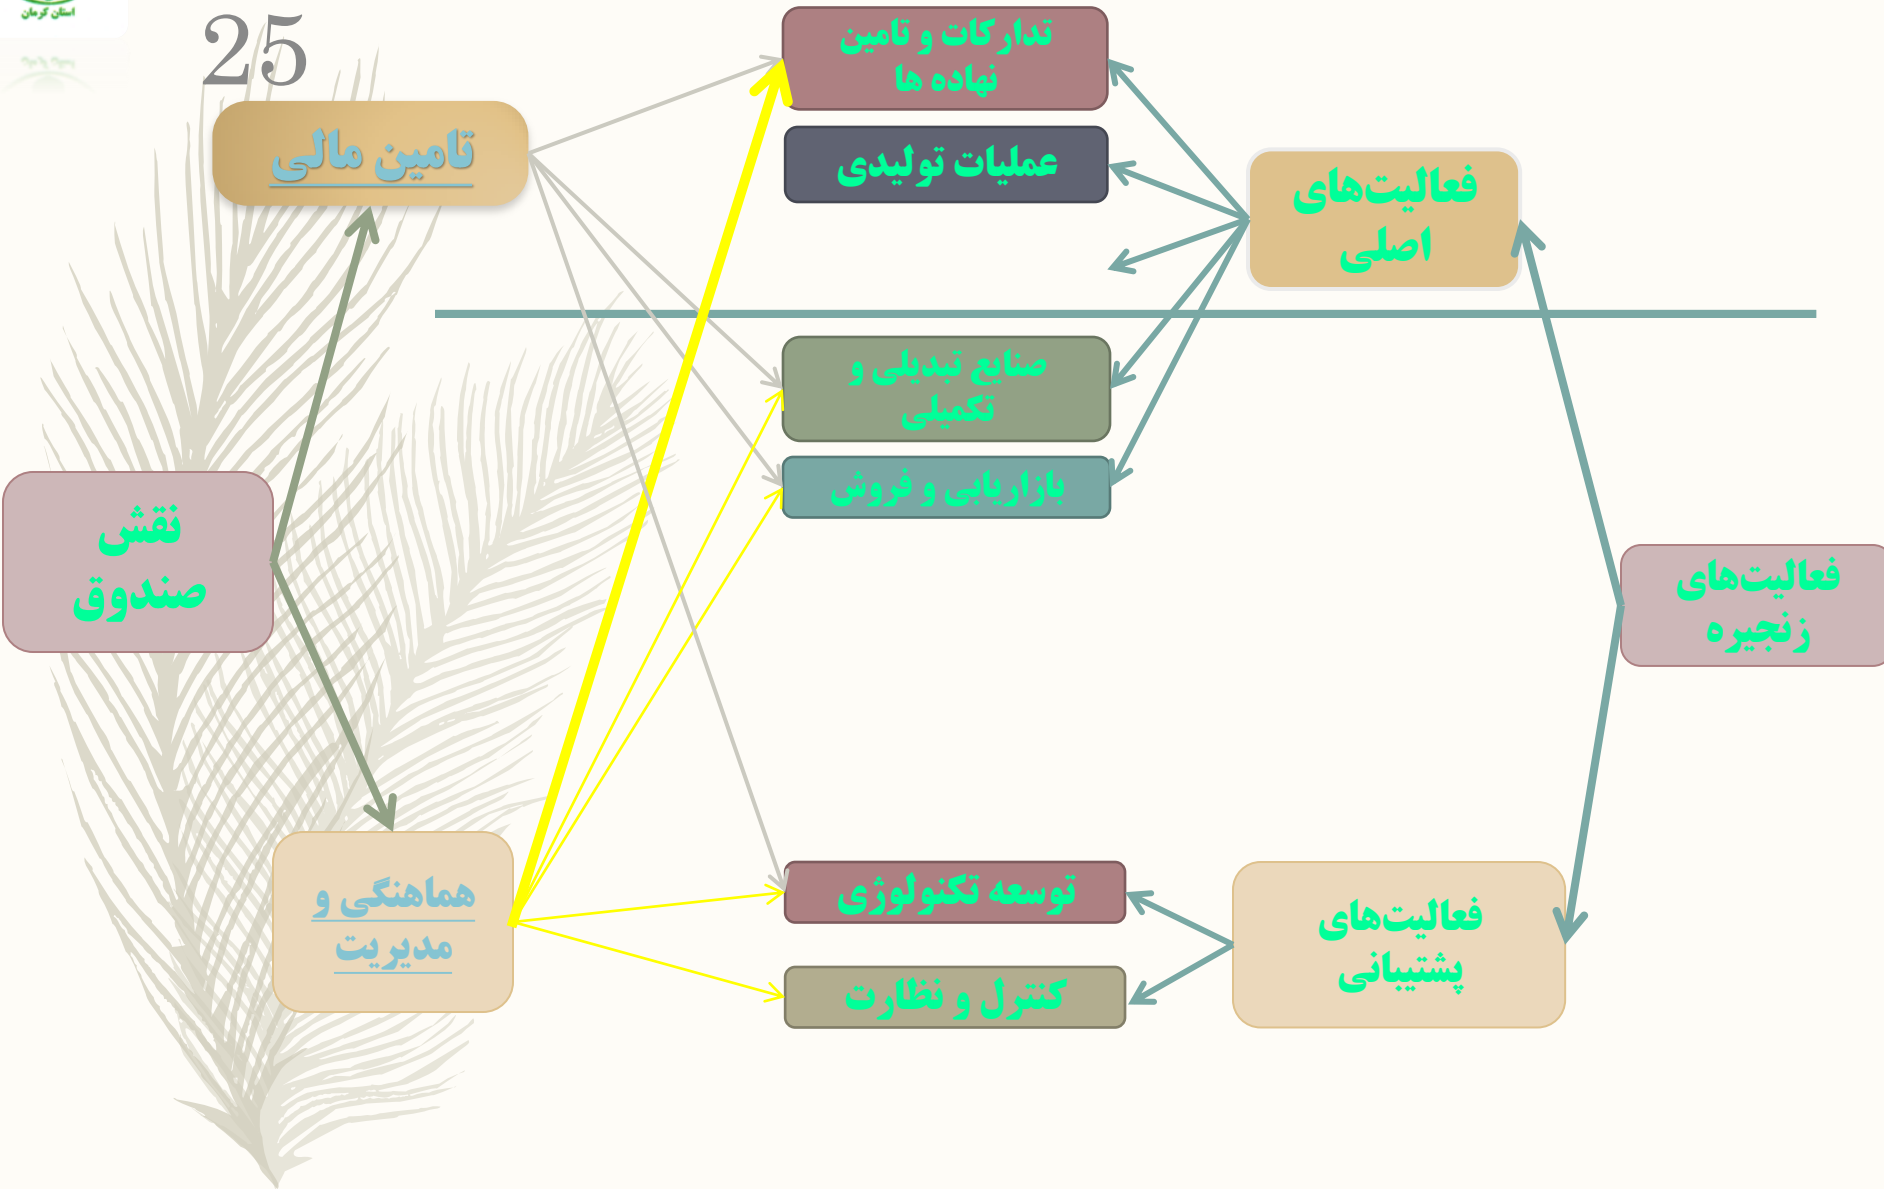 استان کرمان
25
تدارکات و تامین
نهاده ها
تامین مالی
عملیات تولیدی
فعالیت‌های
اصلی
صنایع تبدیلی و
تکمیلی
بازاریابی و فروش
نقش
صندوق
فعالیت‌های
زنجیره
هماهنگی و
مدیریت
توسعه تکنولوژی
فعالیت‌های
پشتیبانی
کنترل و نظارت